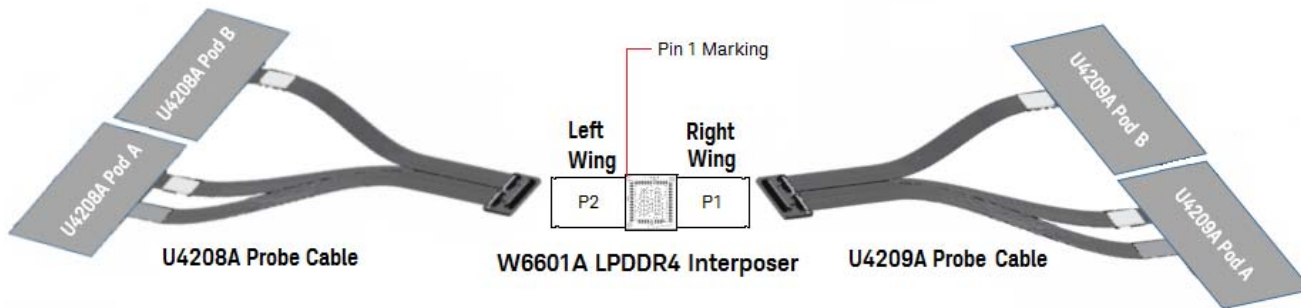 U4208A Pod B
U4208A Pod A
Pin 1 Marking
Left
Wing
Right
Wing
P2
P1
U4209A Pod B
U4209A Pod A
U4208A Probe Cable
W6601A LPDDR4 Interposer
U4209A Probe Cable